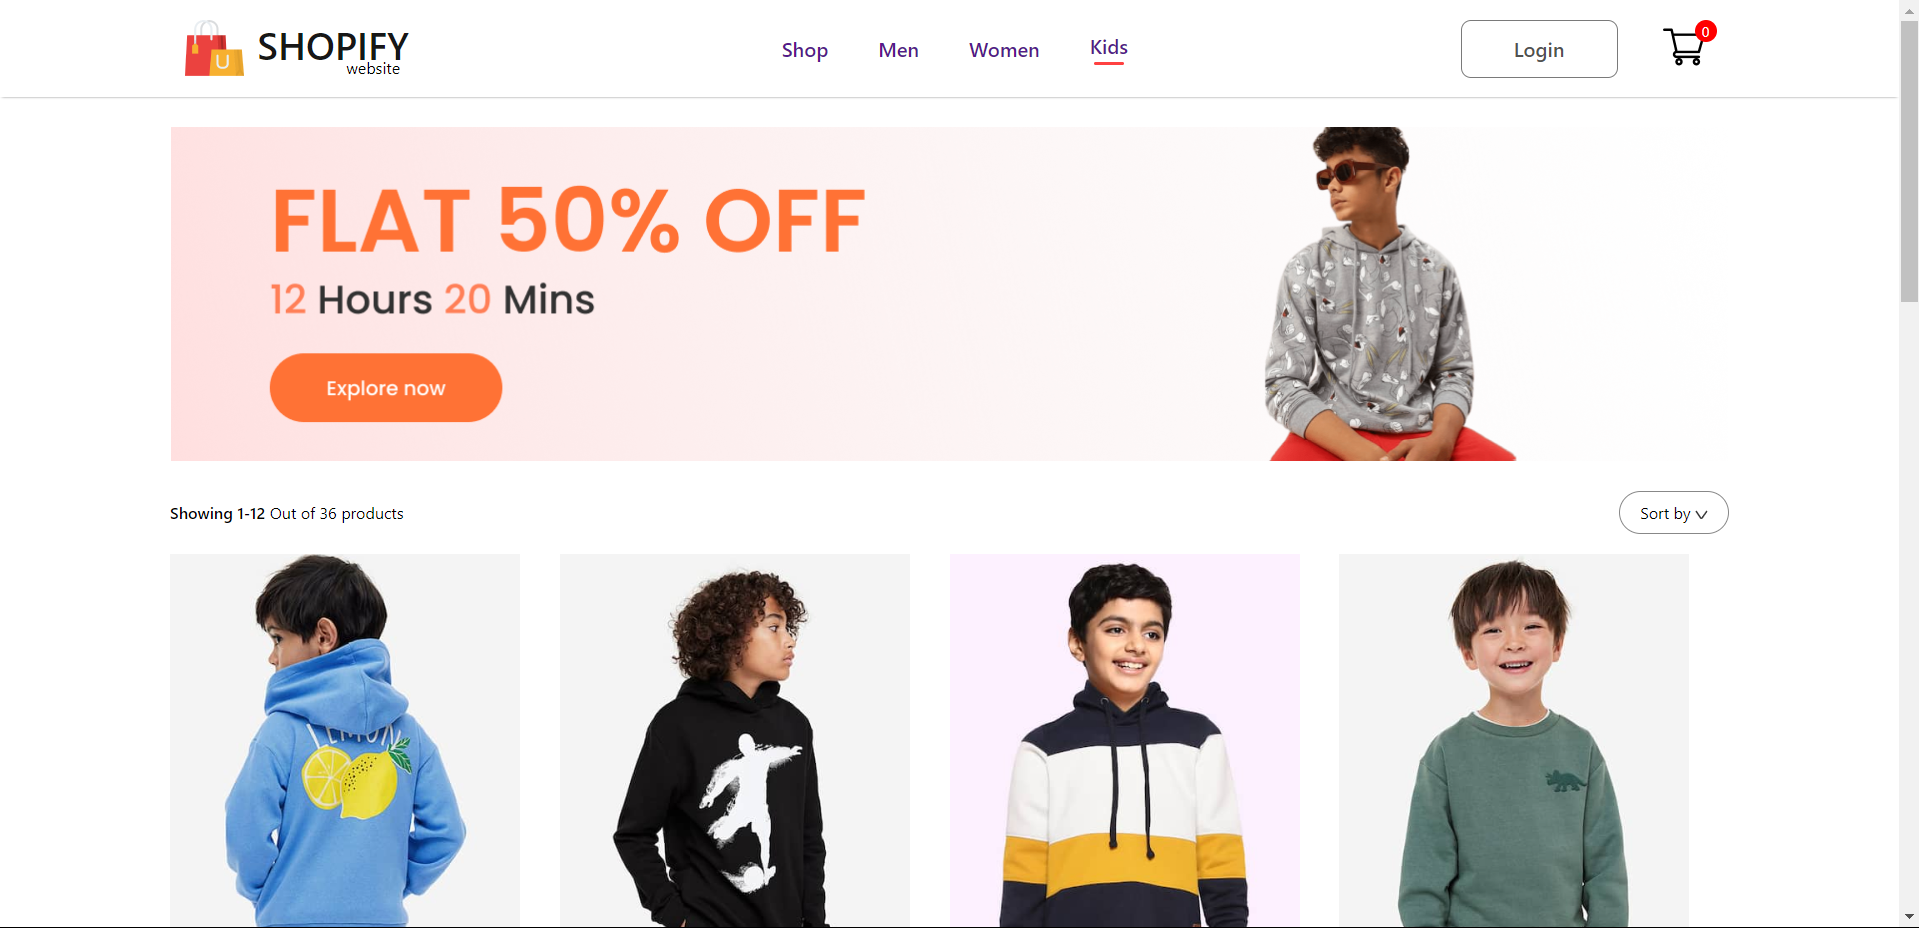 SHOPIFY
website
Shop
Men
Women
Kids
Login
0
FLAT 50% OFF
12 Hours 20 Mins
Explore now
Showing 1-12 Out of 36 products
Sort by
LEMON